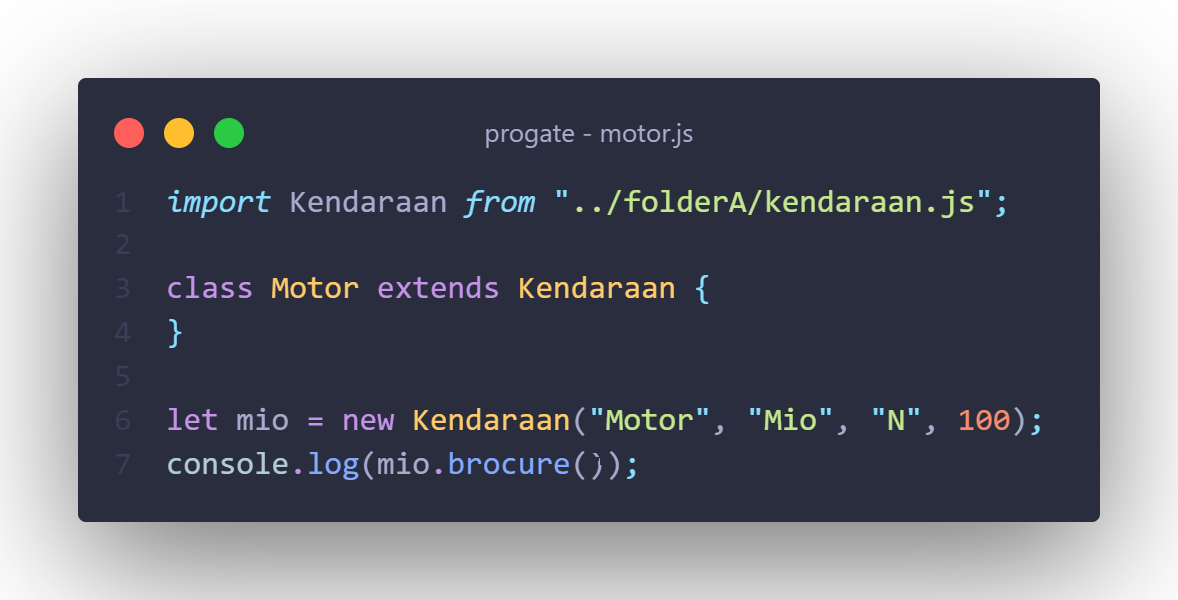 progate - motor.js
1 import Kendaraan from "../folderA/kendaraan.js";
2
3 class Motor extends Kendaraan {
4 }
5
6 let mio = new Kendaraan("Motor", "Mio", "N", 100);
7 console.log(mio.brocure());